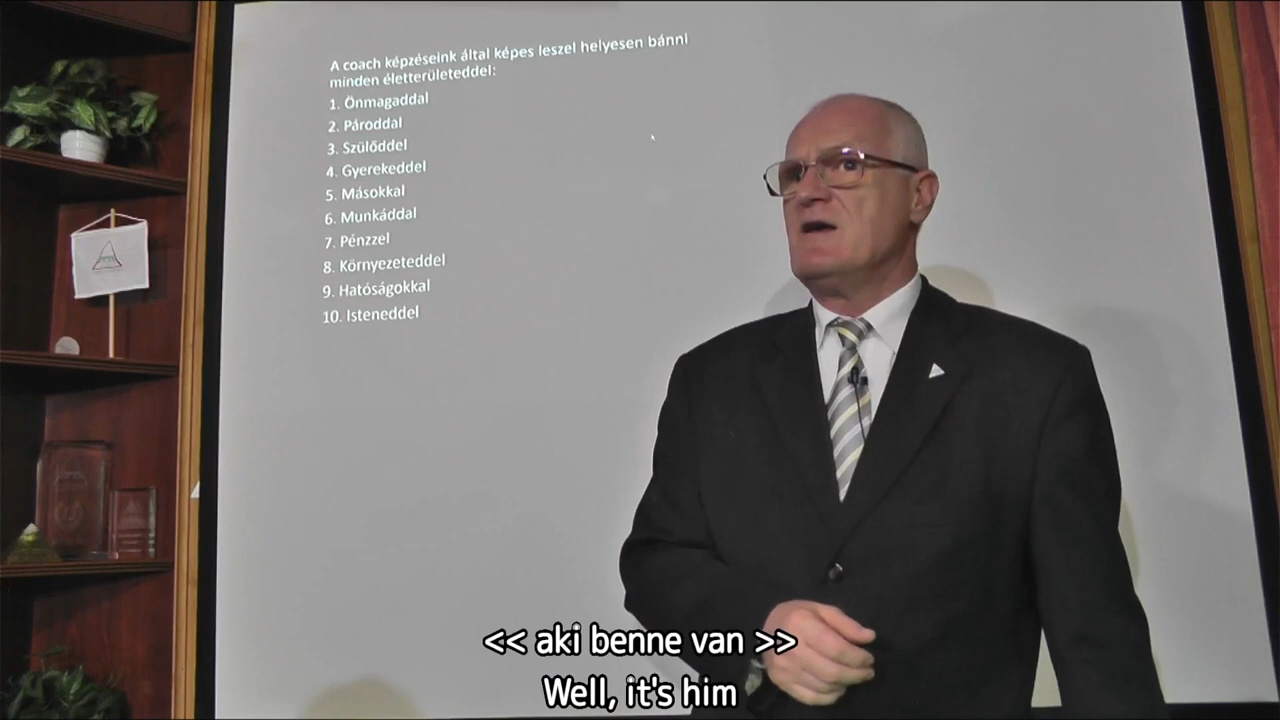 A coach képzéseink által képes leszel helyesen bánni
minden életterületeddel:
1. Önmagaddal
2. Pároddal
3. Szülőddel
4. Gyerekeddel
5. Másokkal
6. Munkáddal
7. Pénzzel
8. Környezeteddel
9. Hatóságokkal
10. Isteneddel
<< aki benne van >>
Well, it's him